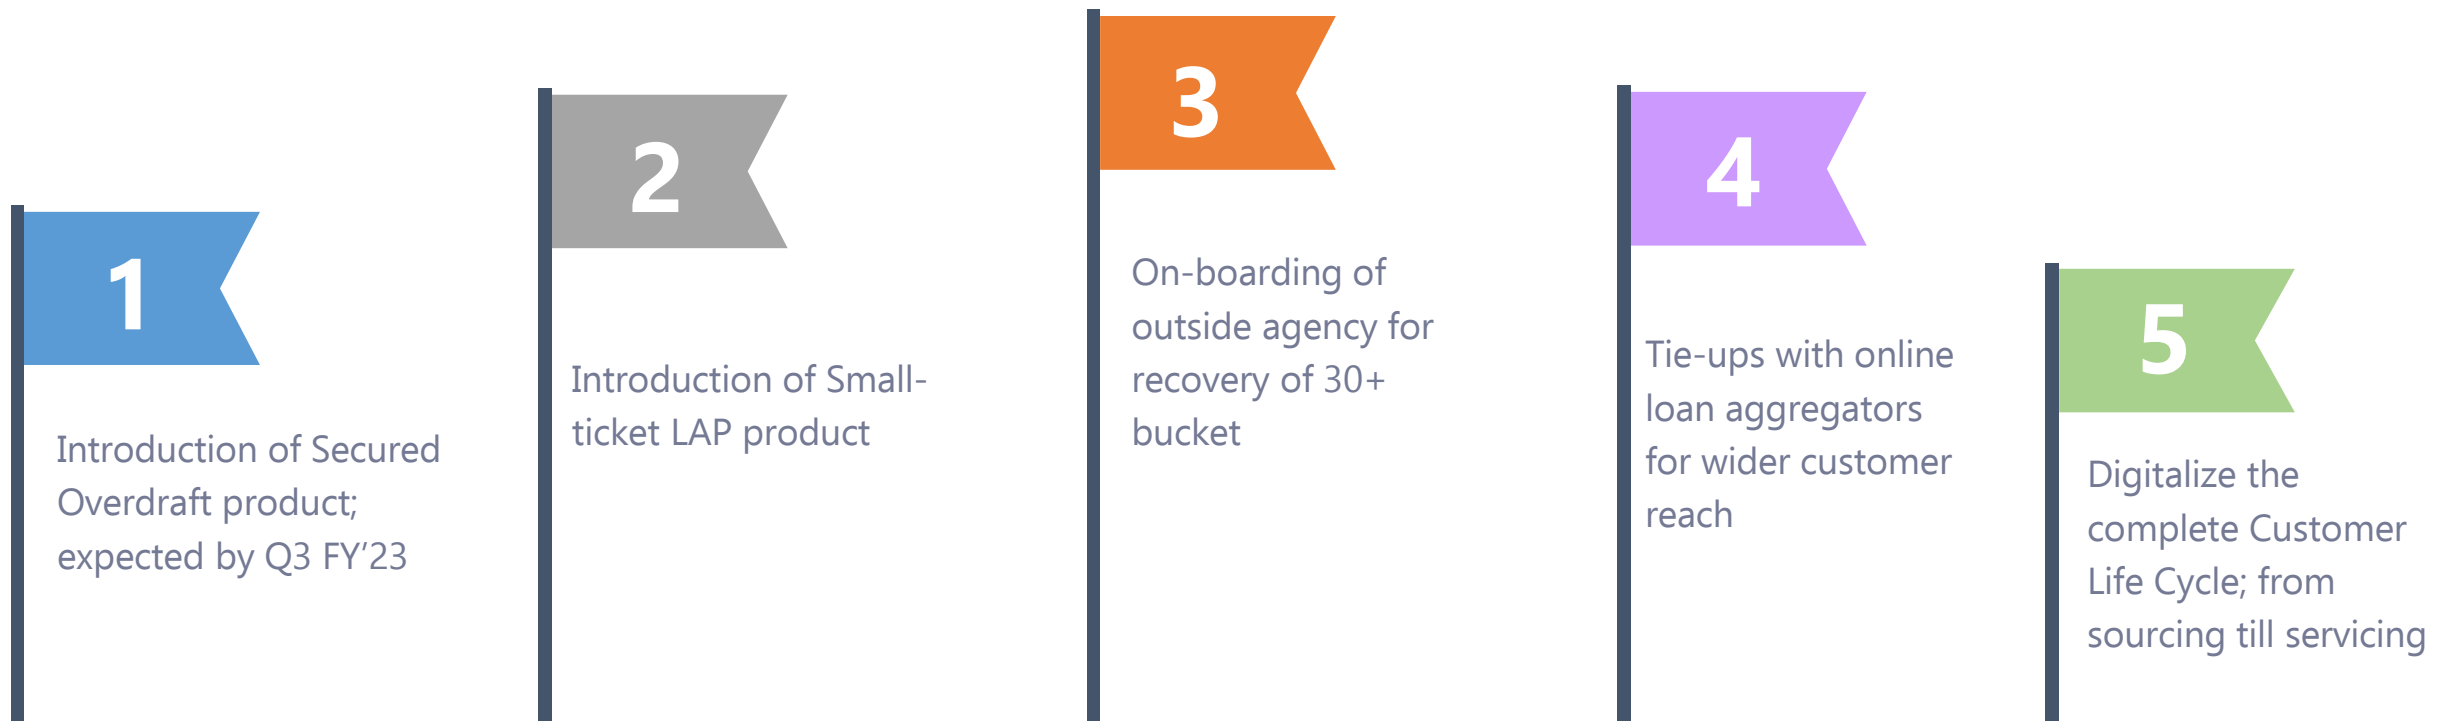 1
Introduction of Secured
Overdraft product;
expected by Q3 FY’23
2
Introduction of Small-
ticket LAP product
3
On-boarding of
outside agency for
recovery of 30+
bucket
4
Tie-ups with online
loan aggregators
for wider customer
reach
5
Digitalize the
complete Customer
Life Cycle; from
sourcing till servicing